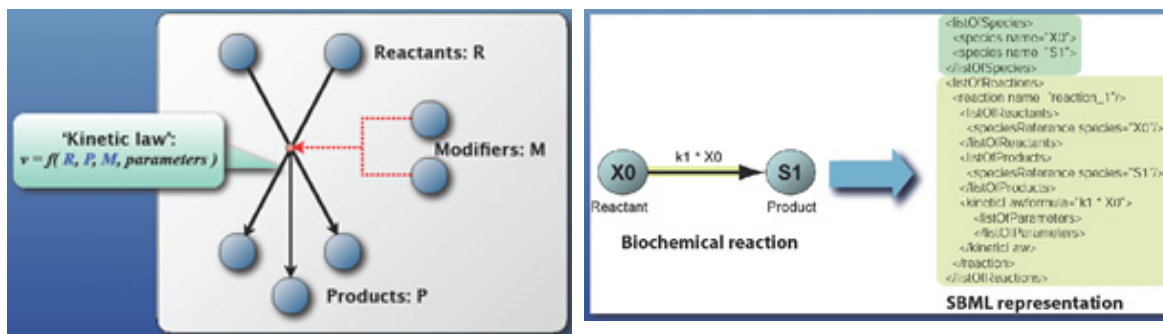 Reactants: R
"Kinetic law":
v = f( R, P, M, parameters )
Modifiers: M
Products: P
k1 * X0
X0
S1
Reactant
Product
Biochemical reaction
<listOfSpecies>
<species name="X0">
<species name "S1">
</listOfSpecies>
<listOfReactions>
<reaction name "reaction_1"/>
<listOfReactants>
<speciesReference species="X0"/>
</listOfReactants>
<listOfProducts>
<speciesReference species="S1"/>
</listOfProducts>
<kineticLawformula="k1 * X0">
<listOfParameters>
</listOfParameters>
</kineticLaw>
</reaction>
</listOfReactions>
SBML representation